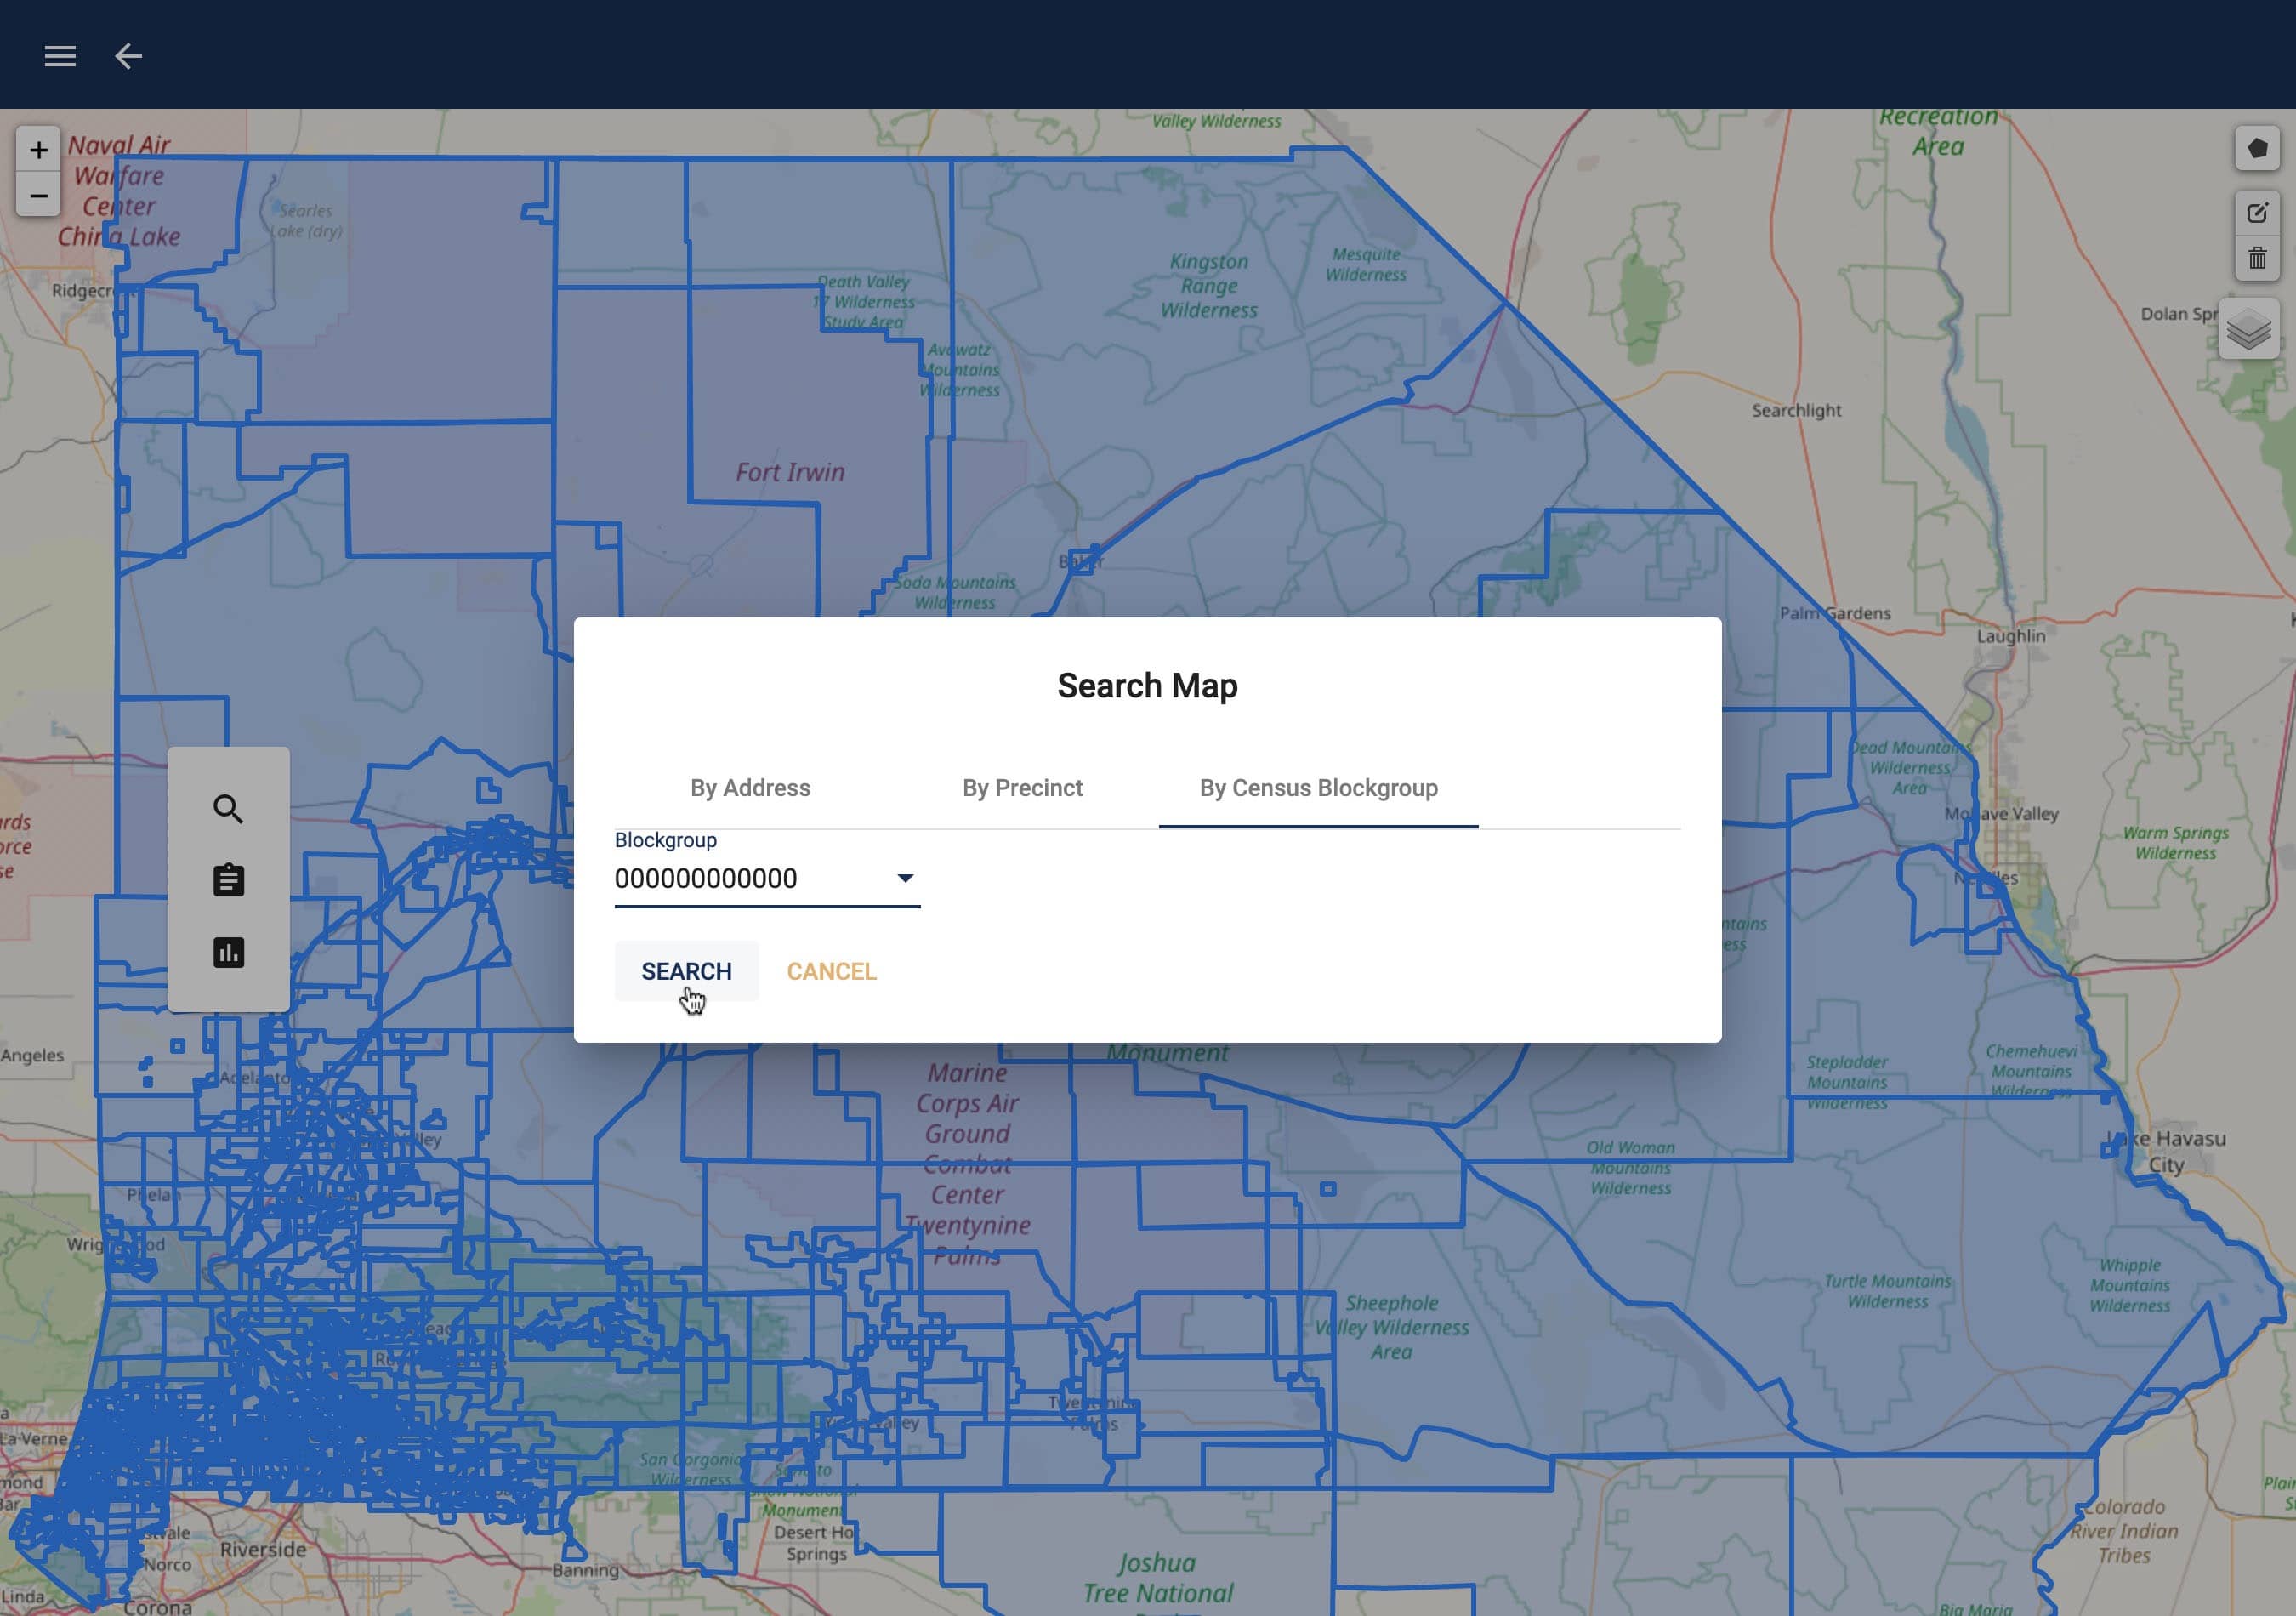 Valley Wilderness
Recreation
Area
+
−
Naval Air
Warfare
Center
China Lake
Searles
Lake (dry)
Kingston
Range
Wilderness
Mesquite
Wilderness
Death Valley
17 Wilderness
Study Area
Dolan Spr
Avawatz
Mountains
Wilderness
Searchlight
Fort Irwin
Baker
Soda Mountains
Wilderness
Palm Gardens
Laughlin
Search Map
By Address
By Precinct
By Census Blockgroup
Blockgroup
000000000000
SEARCH
CANCEL
Dead Mountains
Wilderness
Area
Mohave Valley
Warm Springs
Wilderness
Needles
Angeles
Adelanto
Monument
Marine
Corps Air
Ground
Combat
Center
Twentynine
Palms
Stepladder
Mountains
Wilderness
Chemehuevi
Mountains
Wilderness
Lake Havasu
City
Old Woman
Mountains
Wilderness
Phelan
Wrightwood
Whipple
Mountains
Wilderness
Turtle Mountains
Wilderness
Sheephole
Valley Wilderness
Area
Twentynine
Palms
La Verne
San Gorgonio
Wilderness
Monument
Desert Hot
Springs
Norco
Riverside
Banning
Linda
Corona
Joshua
Tree National
Colorado
River Indian
Tribes
Big Maria